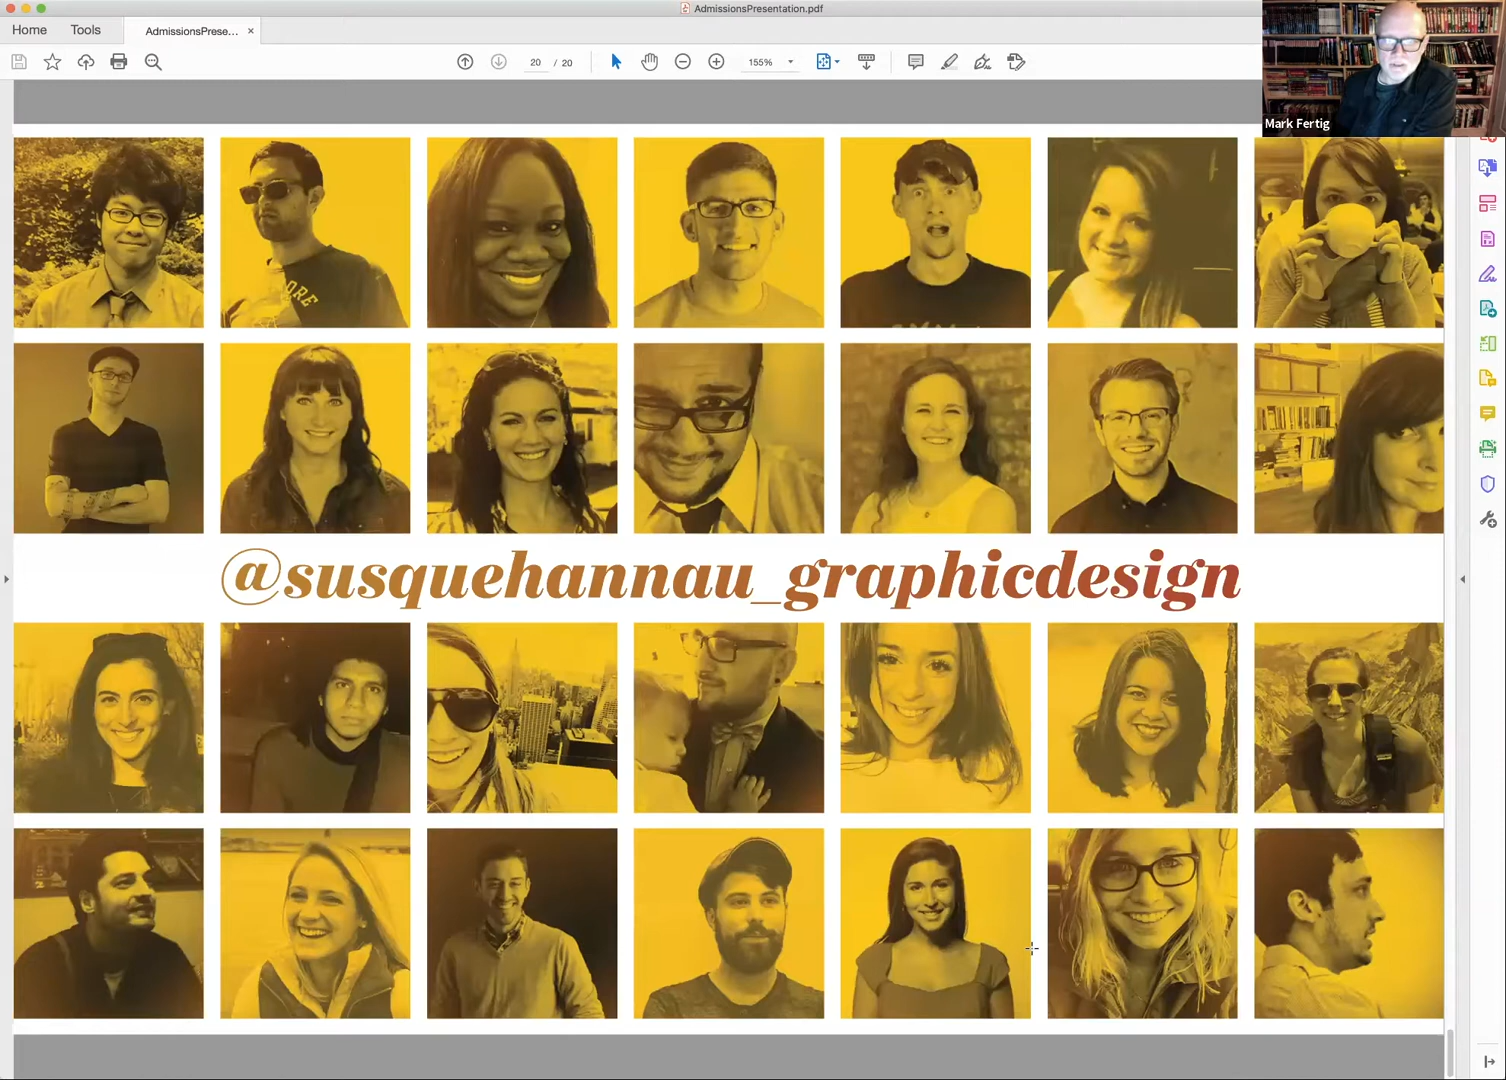 AdmissionsPresentation.pdf
Home
Tools
AdmissionsPrese...
20 / 20
155%
Mark Fertig
@susquehannau_graphicdesign